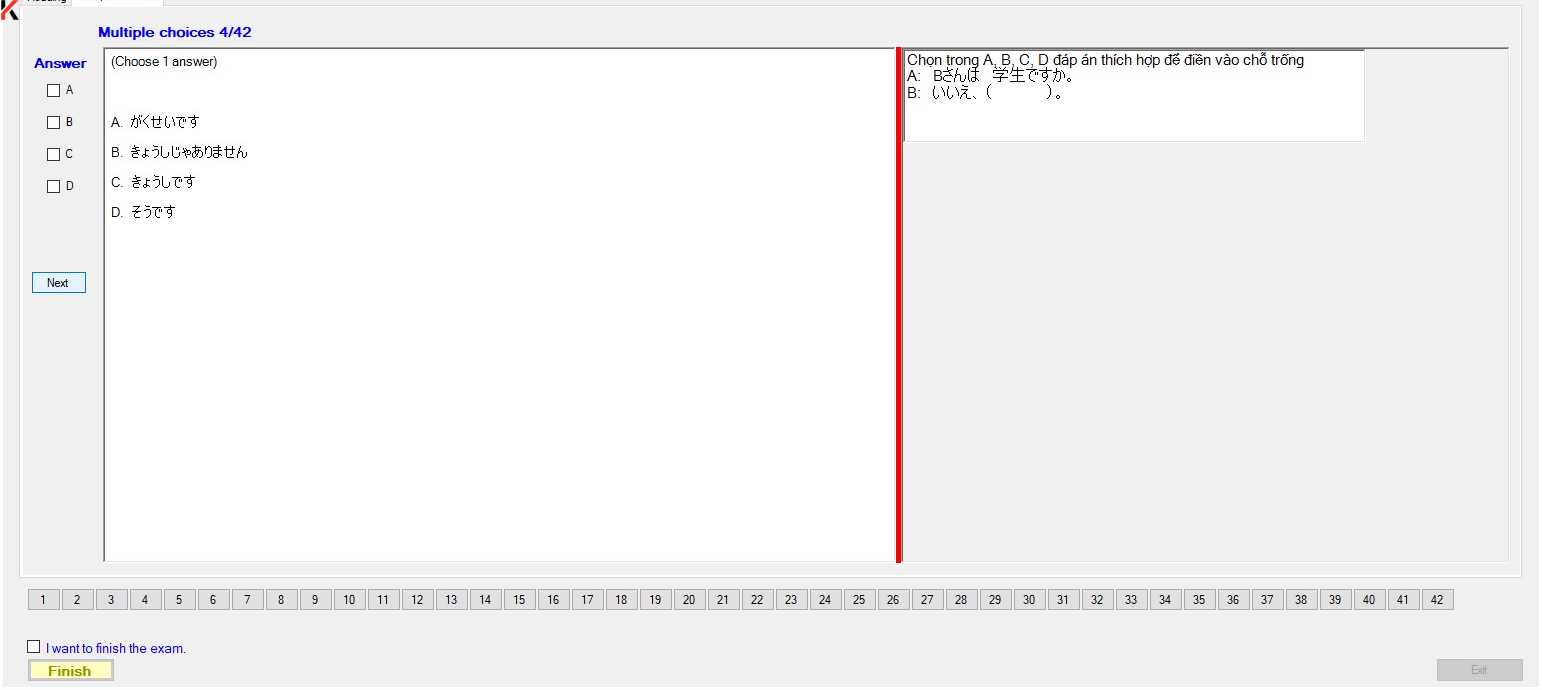 Multiple choices 4/42
Answer
A
B
C
D
Next
(Choose 1 answer)
A. がくせいです
B. きょうしじゃありません
C. きょうしです
D. そうです
Chọn trong A, B, C, D đáp án thích hợp để điền vào chỗ trống
A: Bさんは 学生ですか。
B: いいえ、( )。
1 2 3 4 5 6 7 8 9 10 11 12 13 14 15 16 17 18 19 20 21 22 23 24 25 26 27 28 29 30 31 32 33 34 35 36 37 38 39 40 41 42
I want to finish the exam.
Finish
Exit